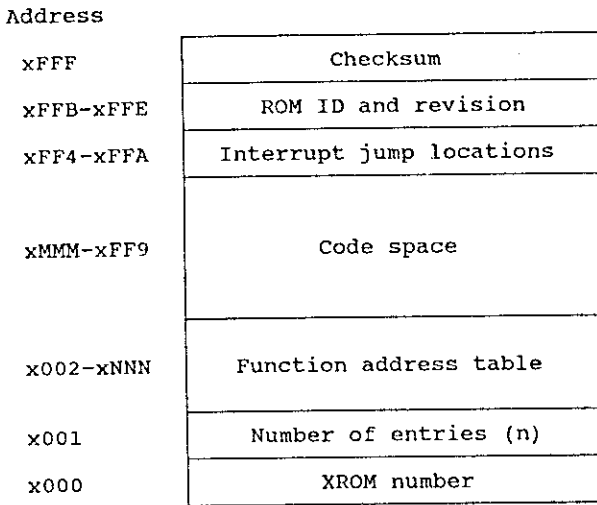 Address
xFFF Checksum
xFFB-xFFE ROM ID and revision
xFF4-xFFA Interrupt jump locations
xMMM-xFF9 Code space
x002-xNNN Function address table
x001 Number of entries (n)
x000 XROM number